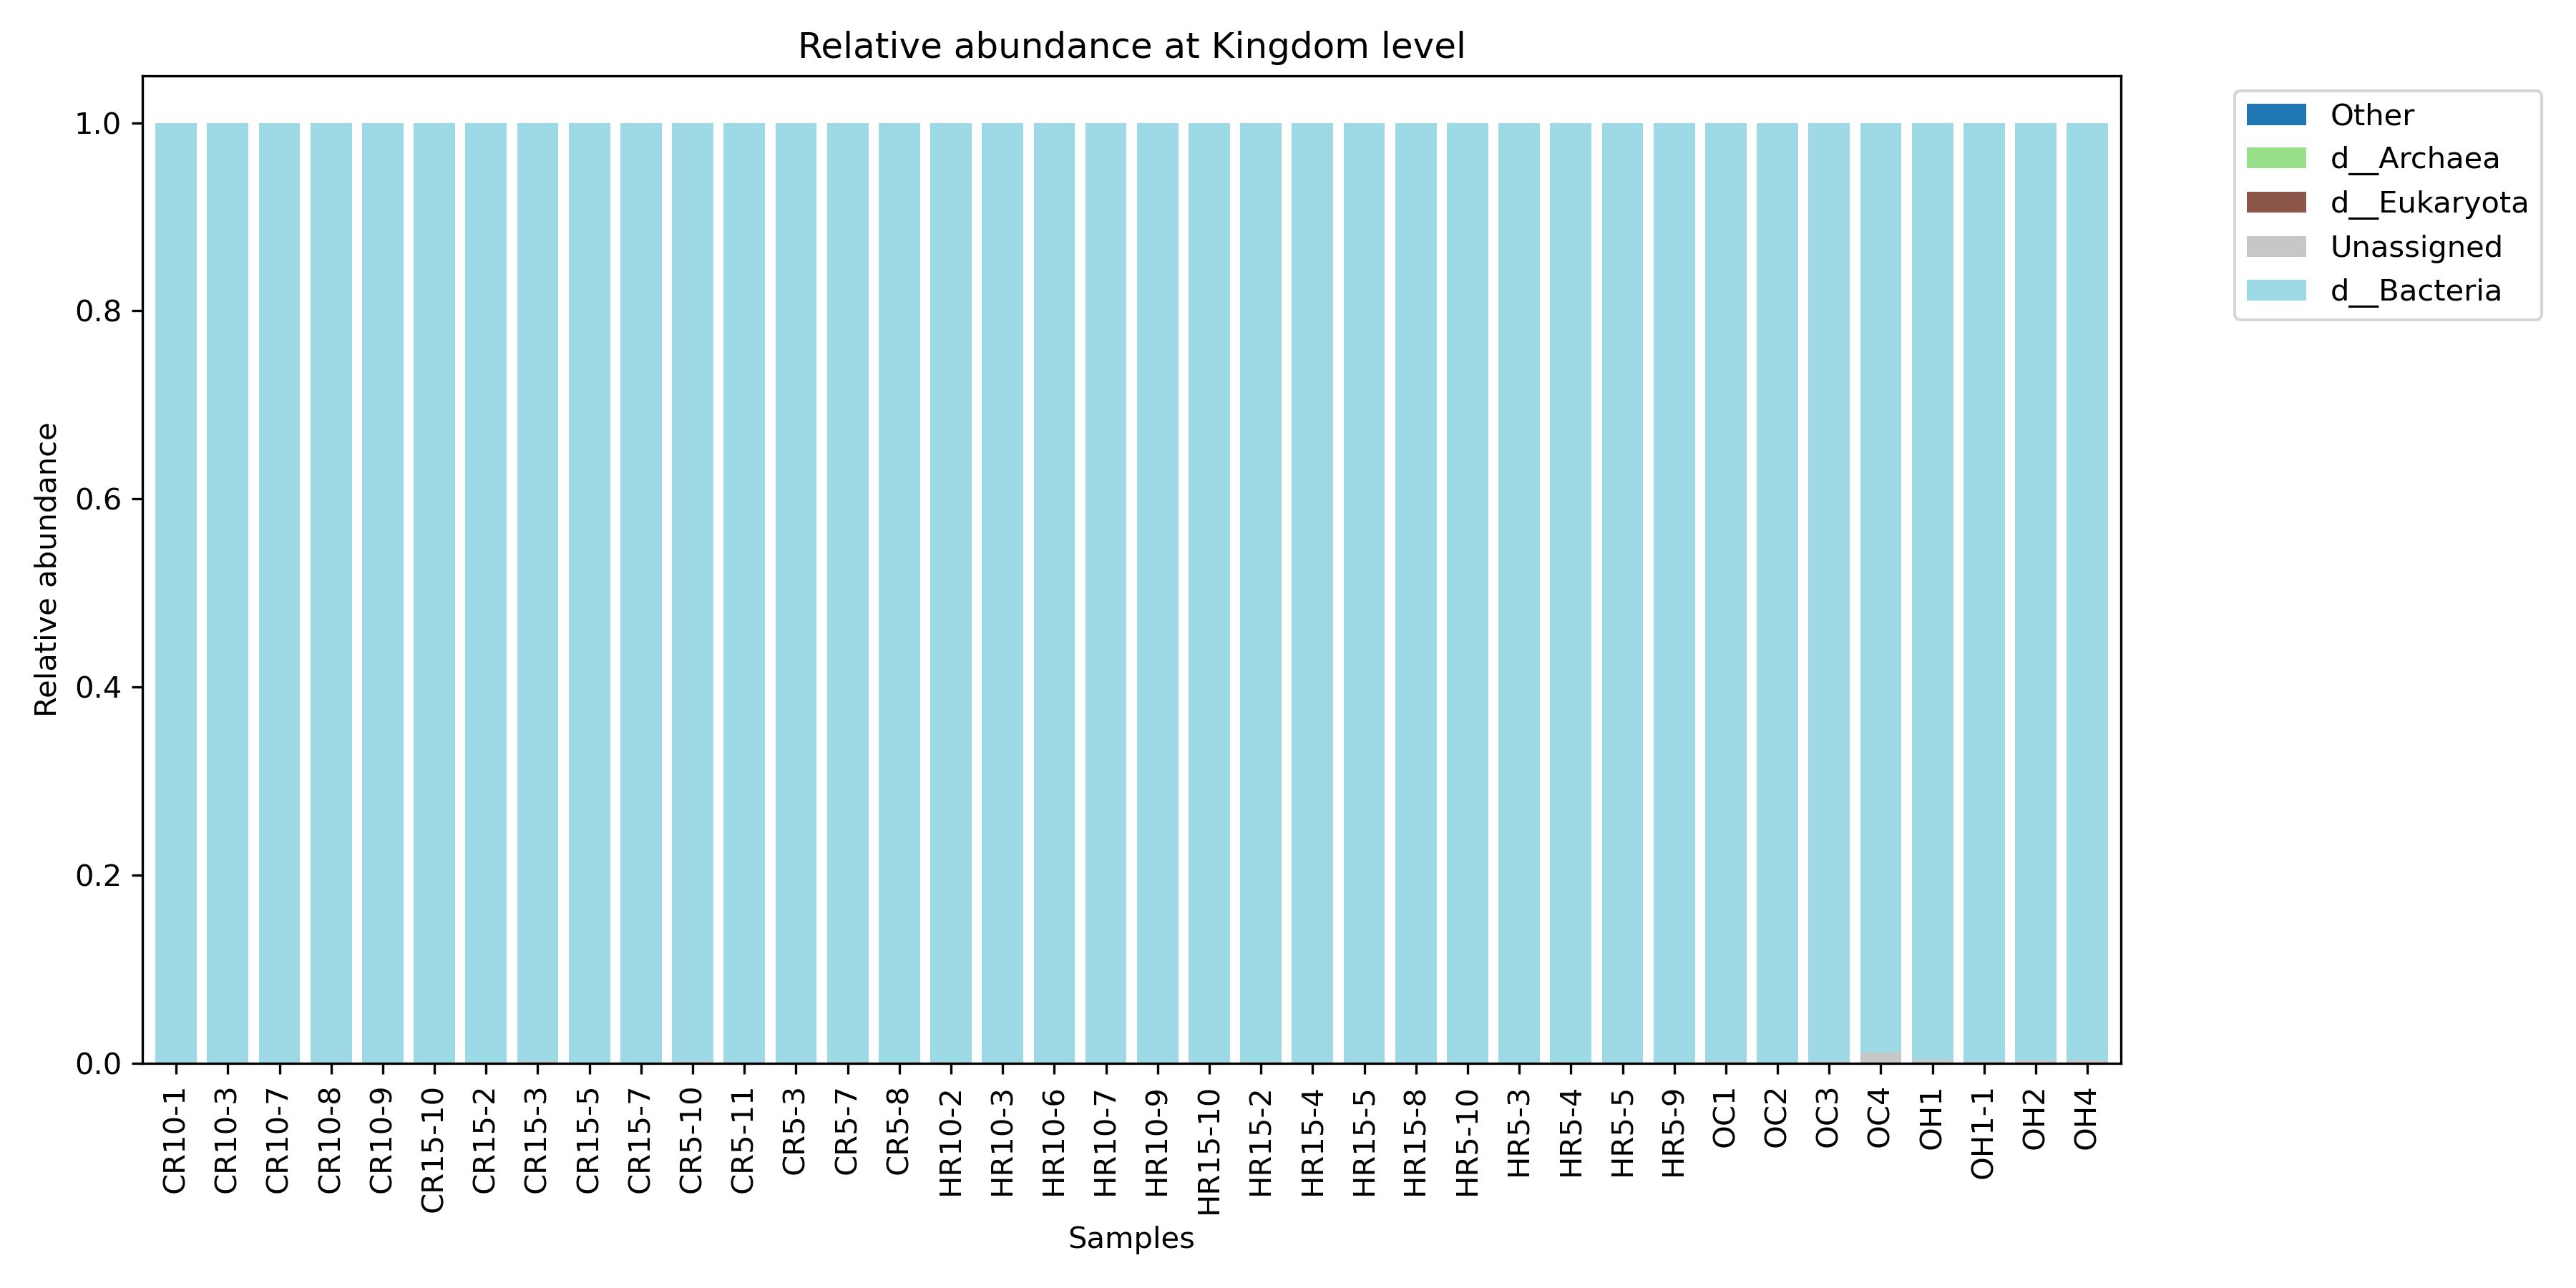 Relative abundance at Kingdom level
Relative abundance
1.0
0.8
0.6
0.4
0.2
0.0
CR10-1
CR10-3
CR10-7
CR10-8
CR10-9
CR15-10
CR15-2
CR15-3
CR15-5
CR15-7
CR5-10
CR5-11
CR5-3
CR5-7
CR5-8
HR10-2
HR10-3
HR10-6
HR10-7
HR10-9
HR15-10
HR15-2
HR15-4
HR15-5
HR15-8
HR5-10
HR5-3
HR5-4
HR5-5
HR5-9
OC1
OC2
OC3
OC4
OH1
OH1-1
OH2
OH4
Samples
Other
d__Archaea
d__Eukaryota
Unassigned
d__Bacteria